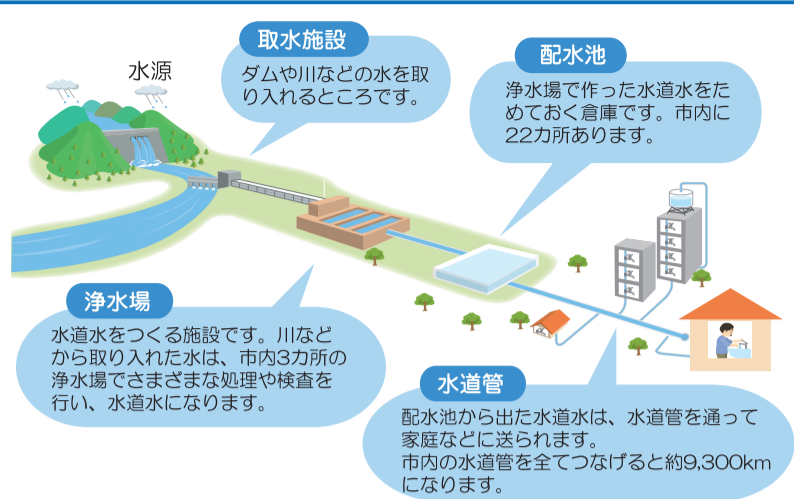 水源
取水施設
ダムや川などの水を取
り入れるところです。
配水池
浄水場で作った水道水をた
めておく倉庫です。市内に
22カ所あります。
浄水場
水道水をつくる施設です。川など
から取り入れた水は、市内3カ所の
浄水場でさまざまな処理や検査を
行い、水道水になります。
水道管
配水池から出た水道水は、水道管を通って
家庭などに送られます。
市内の水道管を全てつなげると約9,300km
になります。